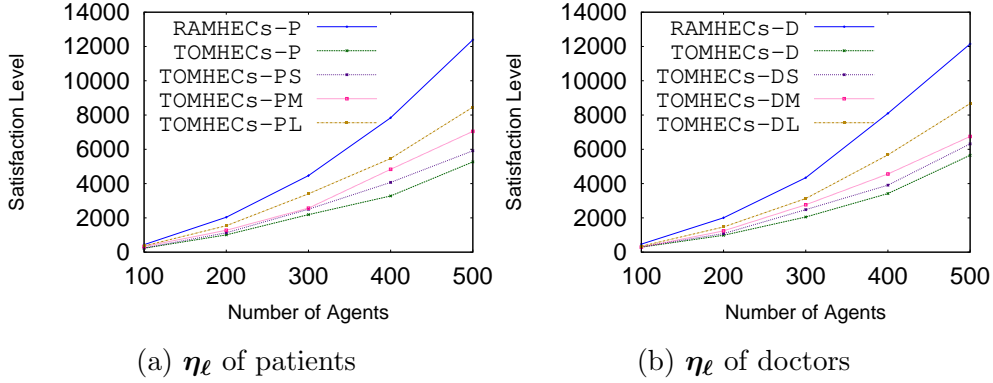 14000
12000
10000
8000
6000
4000
2000
0
Satisfaction Level
RAMHECs-P
TOMHECs-P
TOMHECs-PS
TOMHECs-PM
TOMHECs-PL
100 200 300 400 500
Number of Agents
(a) ηℓ of patients
14000
12000
10000
8000
6000
4000
2000
0
Satisfaction Level
RAMHECs-D
TOMHECs-D
TOMHECs-DS
TOMHECs-DM
TOMHECs-DL
100 200 300 400 500
Number of Agents
(b) ηℓ of doctors